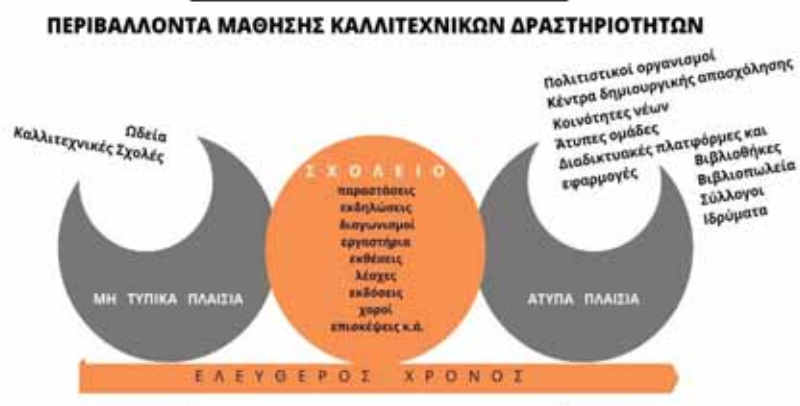 ΠΕΡΙΒΑΛΛΟΝΤΑ ΜΑΘΗΣΗΣ ΚΑΛΛΙΤΕΧΝΙΚΩΝ ΔΡΑΣΤΗΡΙΟΤΗΤΩΝ
Ωδεία
Καλλιτεχνικές Σχολές
ΜΗ ΤΥΠΙΚΑ ΠΛΑΙΣΙΑ
ΣΧΟΛΕΙΟ
παραστάσεις
εκδηλώσεις
διαγωνισμοί
εργαστήρια
εκθέσεις
λέσχες
εκδόσεις
χοροί
επισκέψεις κ.ά.
Πολιτιστικοί οργανισμοί
Κέντρα δημιουργικής απασχόλησης
Κοινότητες νέων
Άτυπες ομάδες
Διαδικτυακές πλατφόρμες και
εφαρμογές
Βιβλιοθήκες
Βιβλιοπωλεία
Σύλλογοι
Ιδρύματα
ΑΤΥΠΑ ΠΛΑΙΣΙΑ
ΕΛΕΥΘΕΡΟΣ ΧΡΟΝΟΣ